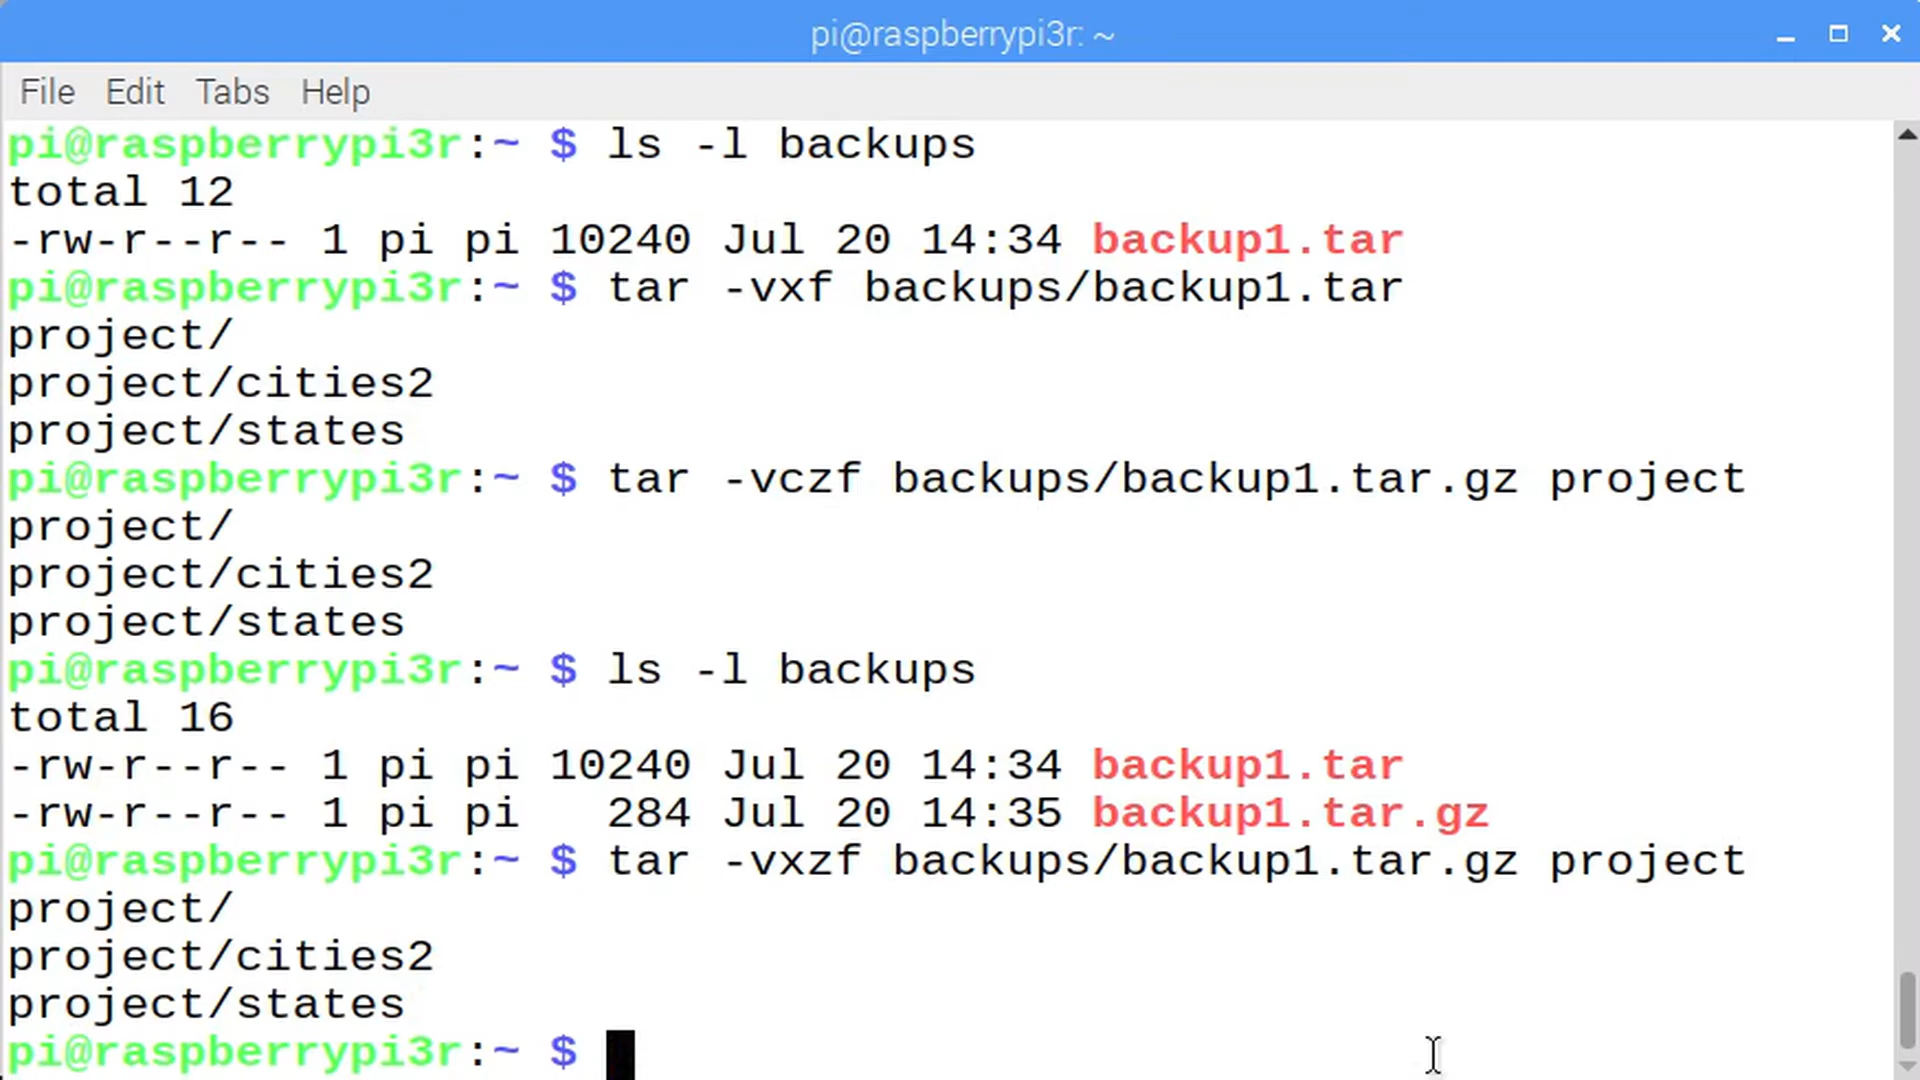 pi@raspberrypi3r: ~
File Edit Tabs Help
pi@raspberrypi3r:~ $ ls -l backups
total 12
-rw-r--r-- 1 pi pi 10240 Jul 20 14:34 backup1.tar
pi@raspberrypi3r:~ $ tar -vxf backups/backup1.tar
project/
project/cities2
project/states
pi@raspberrypi3r:~ $ tar -vczf backups/backup1.tar.gz project
project/
project/cities2
project/states
pi@raspberrypi3r:~ $ ls -l backups
total 16
-rw-r--r-- 1 pi pi 10240 Jul 20 14:34 backup1.tar
-rw-r--r-- 1 pi pi   284 Jul 20 14:35 backup1.tar.gz
pi@raspberrypi3r:~ $ tar -vxzf backups/backup1.tar.gz project
project/
project/cities2
project/states
pi@raspberrypi3r:~ $